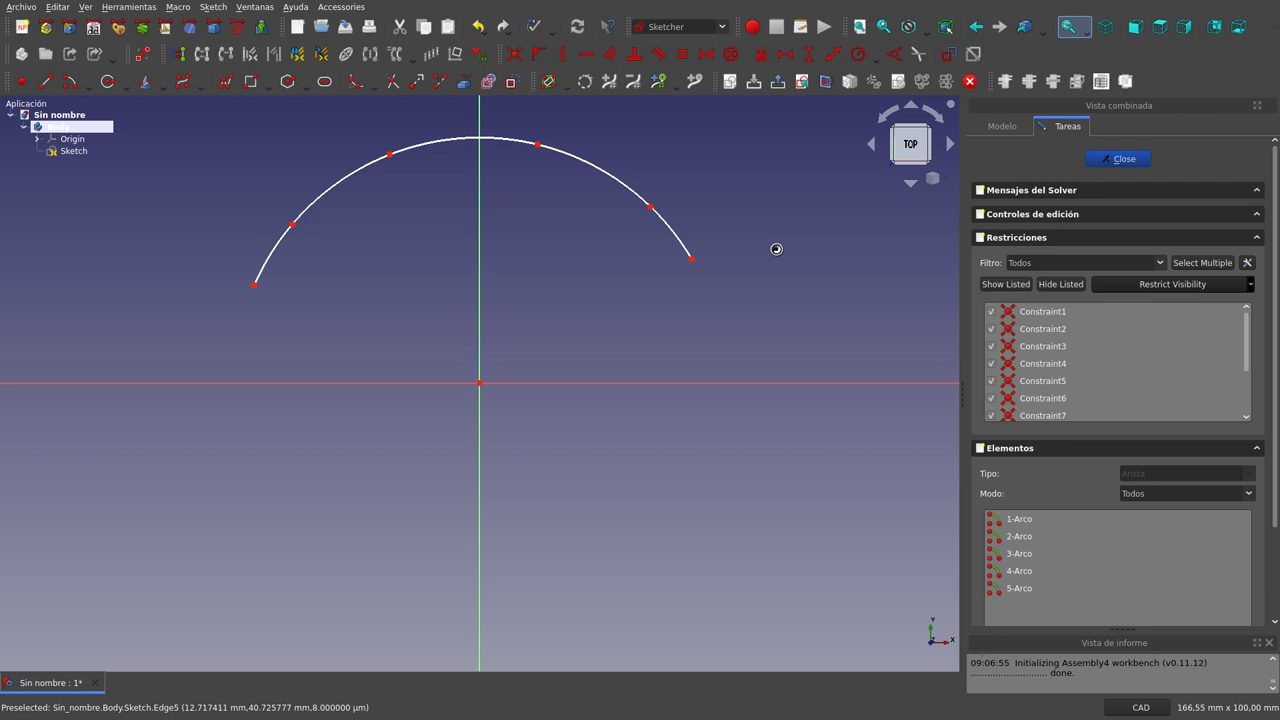 Archivo Editar Ver Herramientas Macro Sketch Ventanas Ayuda Accessories
Sketcher
Aplicación
Sin nombre
Body
Origin
Sketch
TOP
Y
Z X
Sin nombre : 1*
Preselected: Sin_nombre.Body.Sketch.Edge5 (12.717411 mm,40.725777 mm,8.000000 µm)
Vista combinada
Modelo Tareas
Close
Mensajes del Solver
Controles de edición
Restricciones
Filtro: Todos Select Multiple
Show Listed Hide Listed Restrict Visibility
Constraint1
Constraint2
Constraint3
Constraint4
Constraint5
Constraint6
Constraint7
Elementos
Tipo: Arista
Modo: Todos
1-Arco
2-Arco
3-Arco
4-Arco
5-Arco
Vista de informe
09:06:55 Initializing Assembly4 workbench (v0.11.12)
............................ done.
CAD 166,55 mm x 100,00 mm